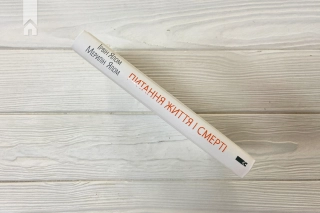 Ірвін Ялом
Мерилін Ялом
ПИТАННЯ ЖИТТЯ І СМЕРТІ